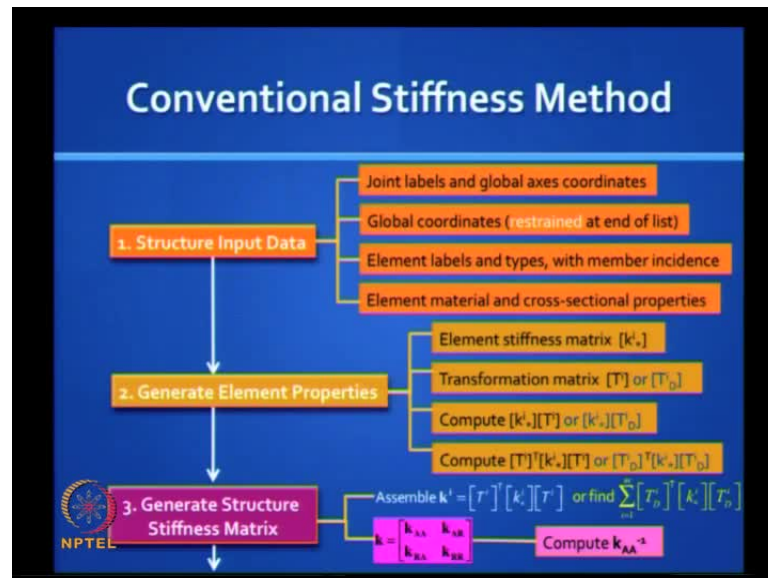 Conventional Stiffness Method
1. Structure Input Data
Joint labels and global axes coordinates
Global coordinates (restrained at end of list)
Element labels and types, with member incidence
Element material and cross-sectional properties
2. Generate Element Properties
Element stiffness matrix [kⁱ*]
Transformation matrix [Tⁱ] or [Tⁱ_D]
Compute [kⁱ*][Tⁱ] or [kⁱ*][Tⁱ_D]
Compute [Tⁱ]ᵀ[kⁱ*][Tⁱ] or [Tⁱ_D]ᵀ[kⁱ*][Tⁱ_D]
3. Generate Structure
Stiffness Matrix
Assemble kⁱ = [Tⁱ]ᵀ[kⁱ*][Tⁱ] or find ∑ᵐᵢ₌₁ [Tⁱ_D]ᵀ[kⁱ*][Tⁱ_D]
k = [k_AA k_AR
k_RA k_RR]
Compute k_AA⁻¹
NPTEL